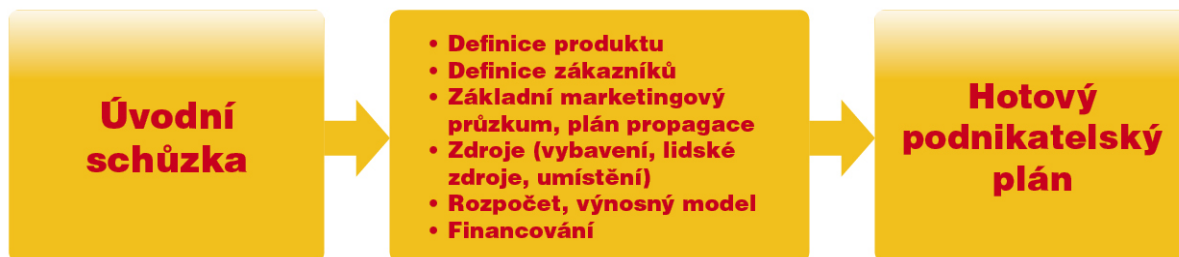 Úvodní
schůzka
• Definice produktu
• Definice zákazníků
• Základní marketingový
průzkum, plán propagace
• Zdroje (vybavení, lidské
zdroje, umístění)
• Rozpočet, výnosný model
• Financování
Hotový
podnikatelský
plán